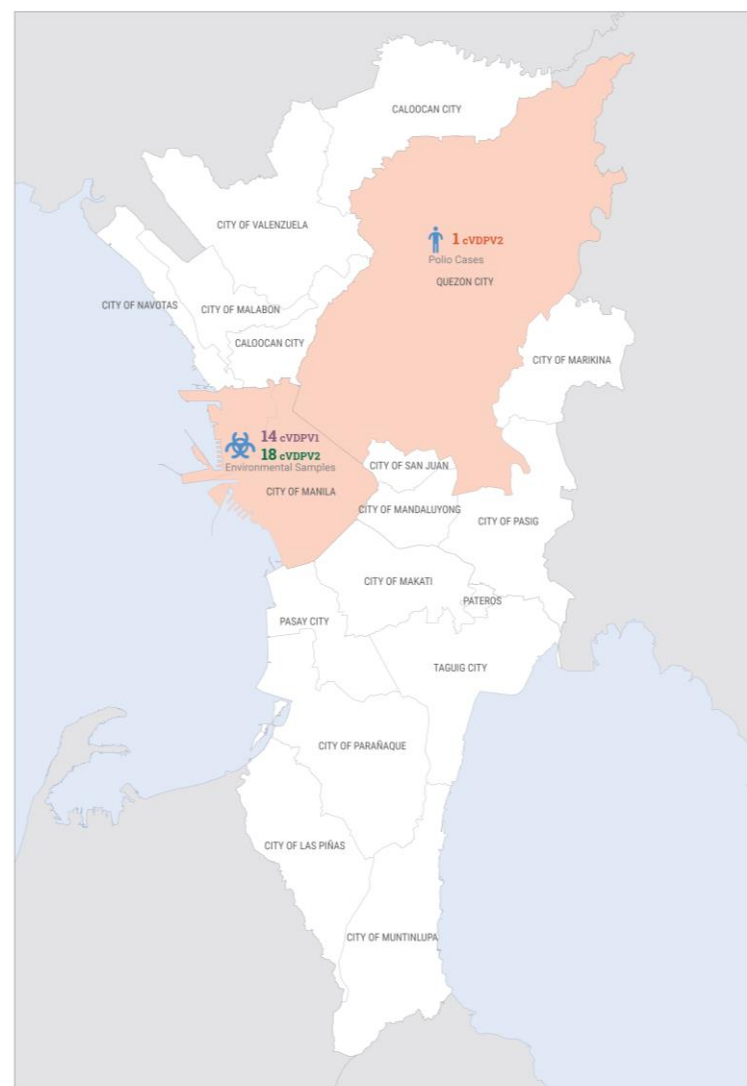 CALOOCAN CITY
CITY OF VALENZUELA
1 cVDPV2
Polio Cases
QUEZON CITY
CITY OF NAVOTAS
CITY OF MALABON
CALOOCAN CITY
CITY OF MARIKINA
14 cVDPV1
18 cVDPV2
Environmental Samples
CITY OF MANILA
CITY OF SAN JUAN
CITY OF MANDALUYONG
CITY OF PASIG
CITY OF MAKATI
PATEROS
PASAY CITY
TAGUIG CITY
CITY OF PARAÑAQUE
CITY OF LAS PIÑAS
CITY OF MUNTINLUPA